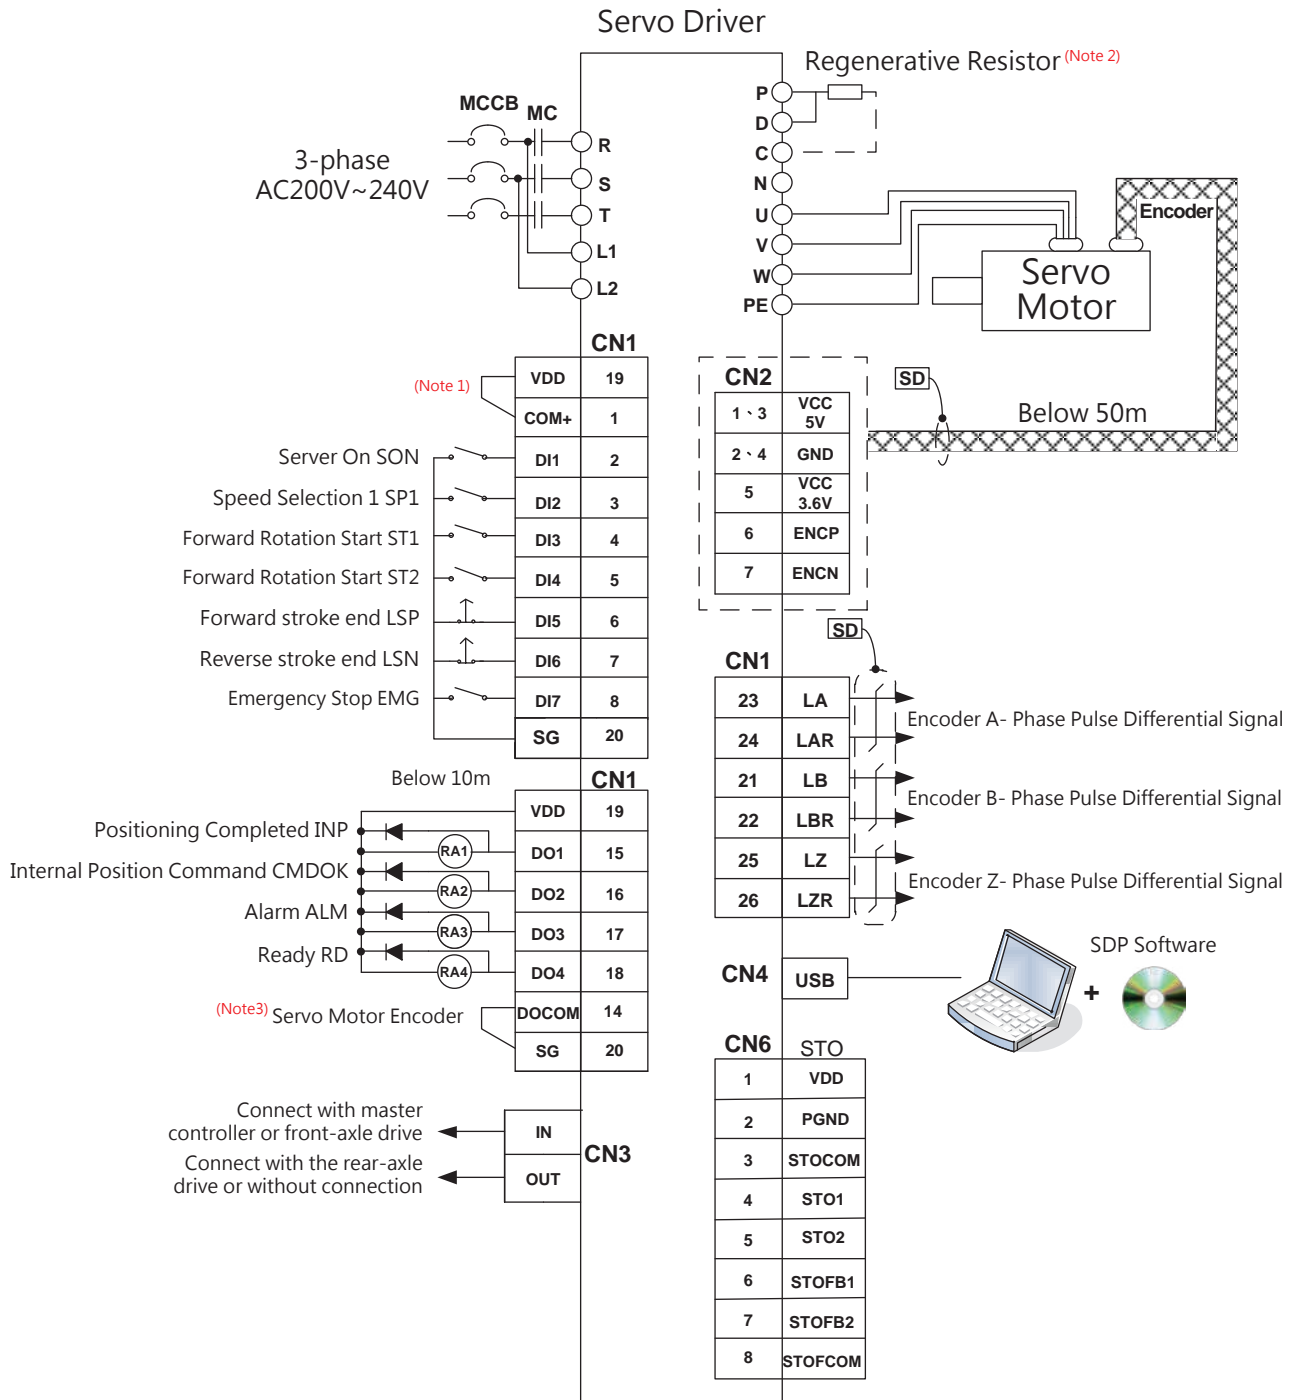 Servo Driver
3-phase
AC200V~240V
MCCB
MC
R
S
T
L1
L2
Regenerative Resistor (Note 2)
P
D
C
N
U
V
W
PE
Encoder
Servo
Motor
CN1
(Note 1)
VDD 19
COM+ 1
Server On SON DI1 2
Speed Selection 1 SP1 DI2 3
Forward Rotation Start ST1 DI3 4
Forward Rotation Start ST2 DI4 5
Forward stroke end LSP DI5 6
Reverse stroke end LSN DI6 7
Emergency Stop EMG DI7 8
SG 20
Below 10m
CN1
VDD 19
Positioning Completed INP RA1 DO1 15
Internal Position Command CMDOK RA2 DO2 16
Alarm ALM RA3 DO3 17
Ready RD RA4 DO4 18
(Note3) Servo Motor Encoder DOCOM 14
SG 20
Connect with master
controller or front-axle drive
IN
Connect with the rear-axle
drive or without connection
OUT
CN3
CN2
SD
Below 50m
1、3 VCC
5V
2、4 GND
5 VCC
3.6V
6 ENCP
7 ENCN
SD
CN1
23 LA
24 LAR
Encoder A- Phase Pulse Differential Signal
21 LB
22 LBR
Encoder B- Phase Pulse Differential Signal
25 LZ
26 LZR
Encoder Z- Phase Pulse Differential Signal
CN4 USB
SDP Software
+
CN6 STO
1 VDD
2 PGND
3 STOCOM
4 STO1
5 STO2
6 STOFB1
7 STOFB2
8 STOFCOM